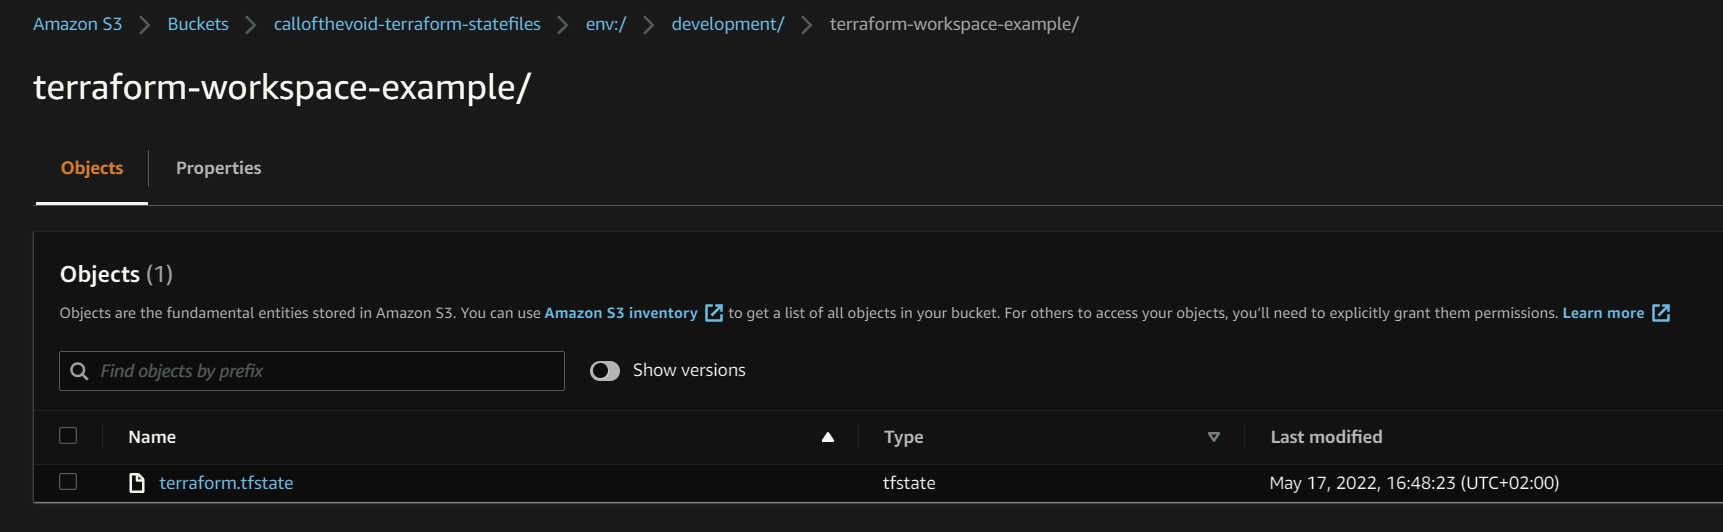 Amazon S3 > Buckets > callofthevoid-terraform-statefiles > env:/ > development/ > terraform-workspace-example/
terraform-workspace-example/
Objects Properties
Objects (1)
Objects are the fundamental entities stored in Amazon S3. You can use Amazon S3 inventory to get a list of all objects in your bucket. For others to access your objects, you'll need to explicitly grant them permissions. Learn more
Find objects by prefix Show versions
Name Type Last modified
terraform.tfstate tfstate May 17, 2022, 16:48:23 (UTC+02:00)